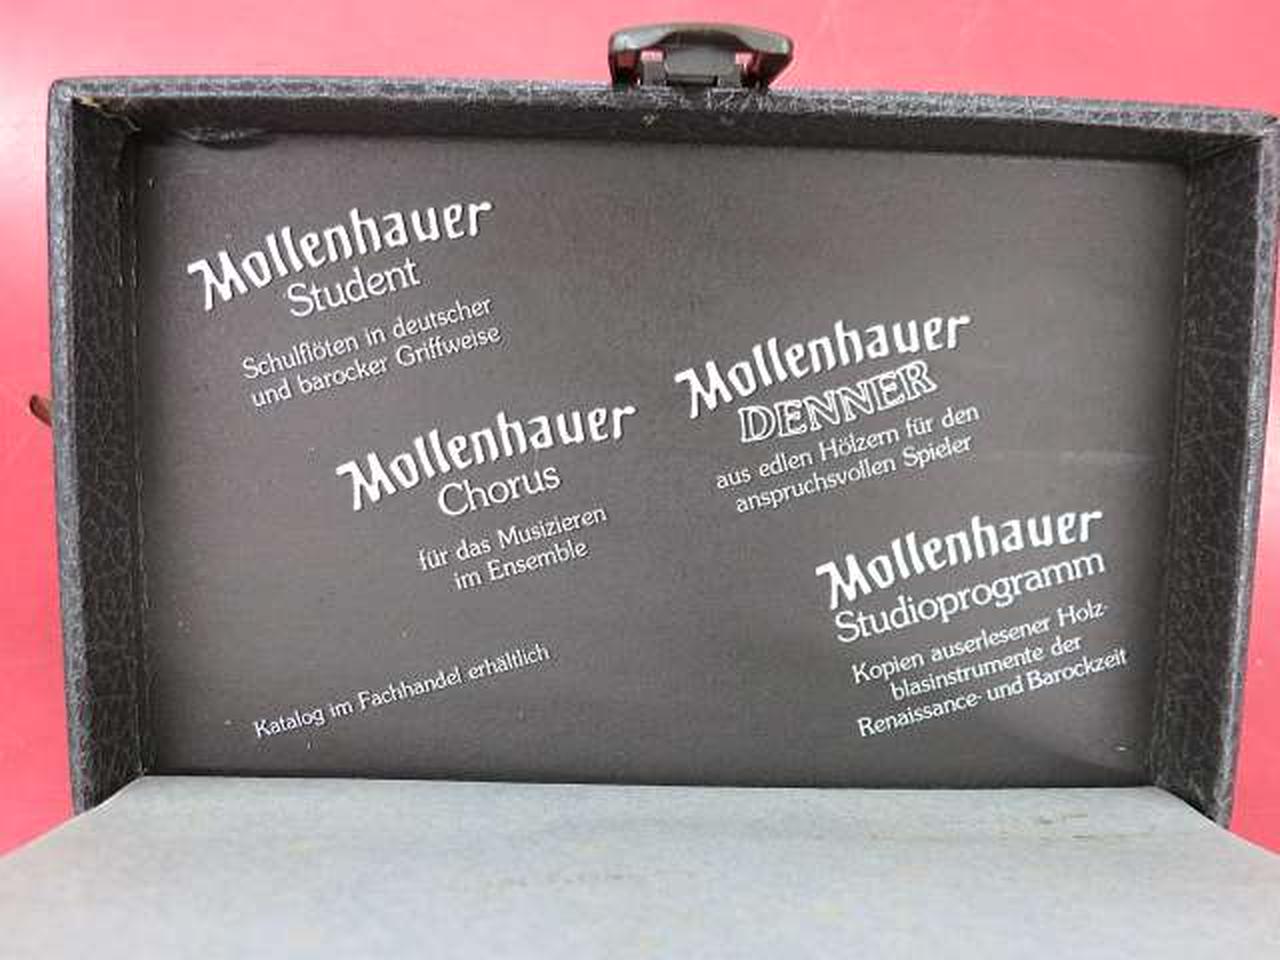 Mollenhauer
Student
Schulflöten in deutscher
und barocker Griffweise
Mollenhauer
Chorus
für das Musizieren
im Ensemble
Mollenhauer
DENNER
aus edlen Hölzern für den
anspruchsvollen Spieler
Mollenhauer
Studioprogramm
Kopien auserlesener Holz-
blasinstrumente der
Renaissance- und Barockzeit
Katalog im Fachhandel erhältlich